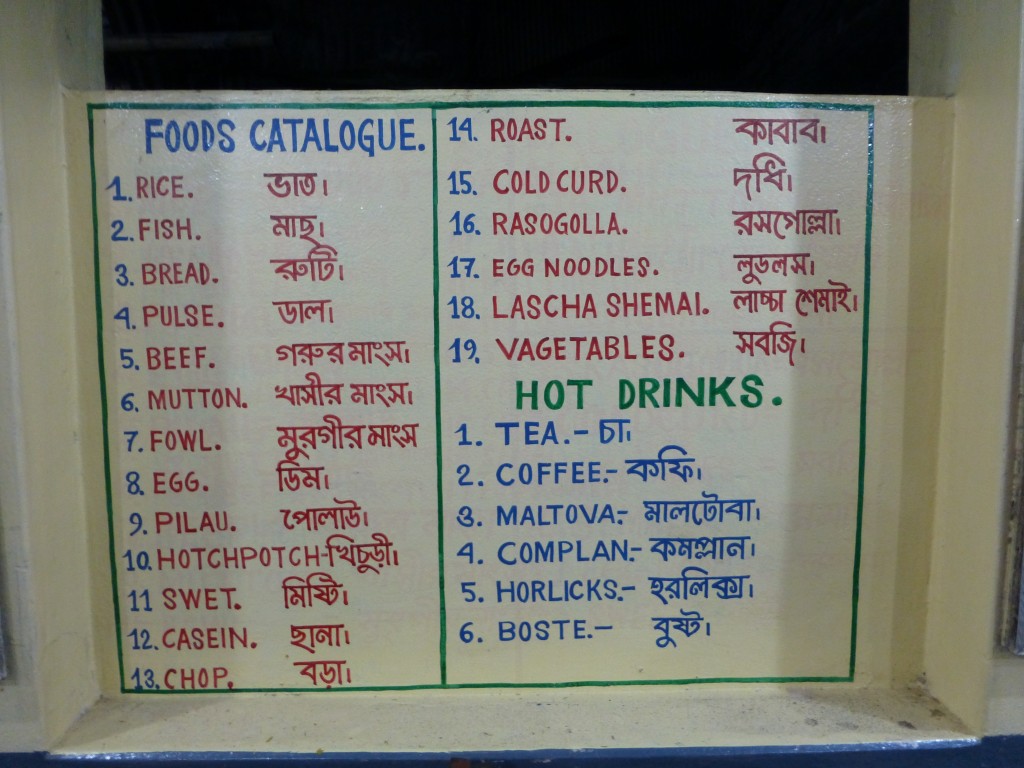 FOODS CATALOGUE.
1. RICE. ভাত।
2. FISH. মাছ।
3. BREAD. রুটি।
4. PULSE. ডাল।
5. BEEF. গরুর মাংস।
6. MUTTON. খাসীর মাংস।
7. FOWL. মুরগীর মাংস
8. EGG. ডিম।
9. PILAU. পোলাউ।
10. HOTCHPOTCH-খিচুড়ী।
11 SWET. মিষ্টি।
12. CASEIN. ছানা।
13. CHOP. বড়া।
14. ROAST. কাবাব।
15. COLD CURD. দধি।
16. RASOGOLLA. রসগোল্লা।
17. EGG NOODLES. লুডলস।
18. LASCHA SHEMAI. লাচ্চা শেমাই।
19. VAGETABLES. সবজি।
HOT DRINKS.
1. TEA.- চা।
2. COFFEE.- কফি।
3. MALTOVA.- মালটোবা।
4. COMPLAN.- কমপ্লান।
5. HORLICKS.- হরলিক্স।
6. BOSTE.- বুষ্ট।